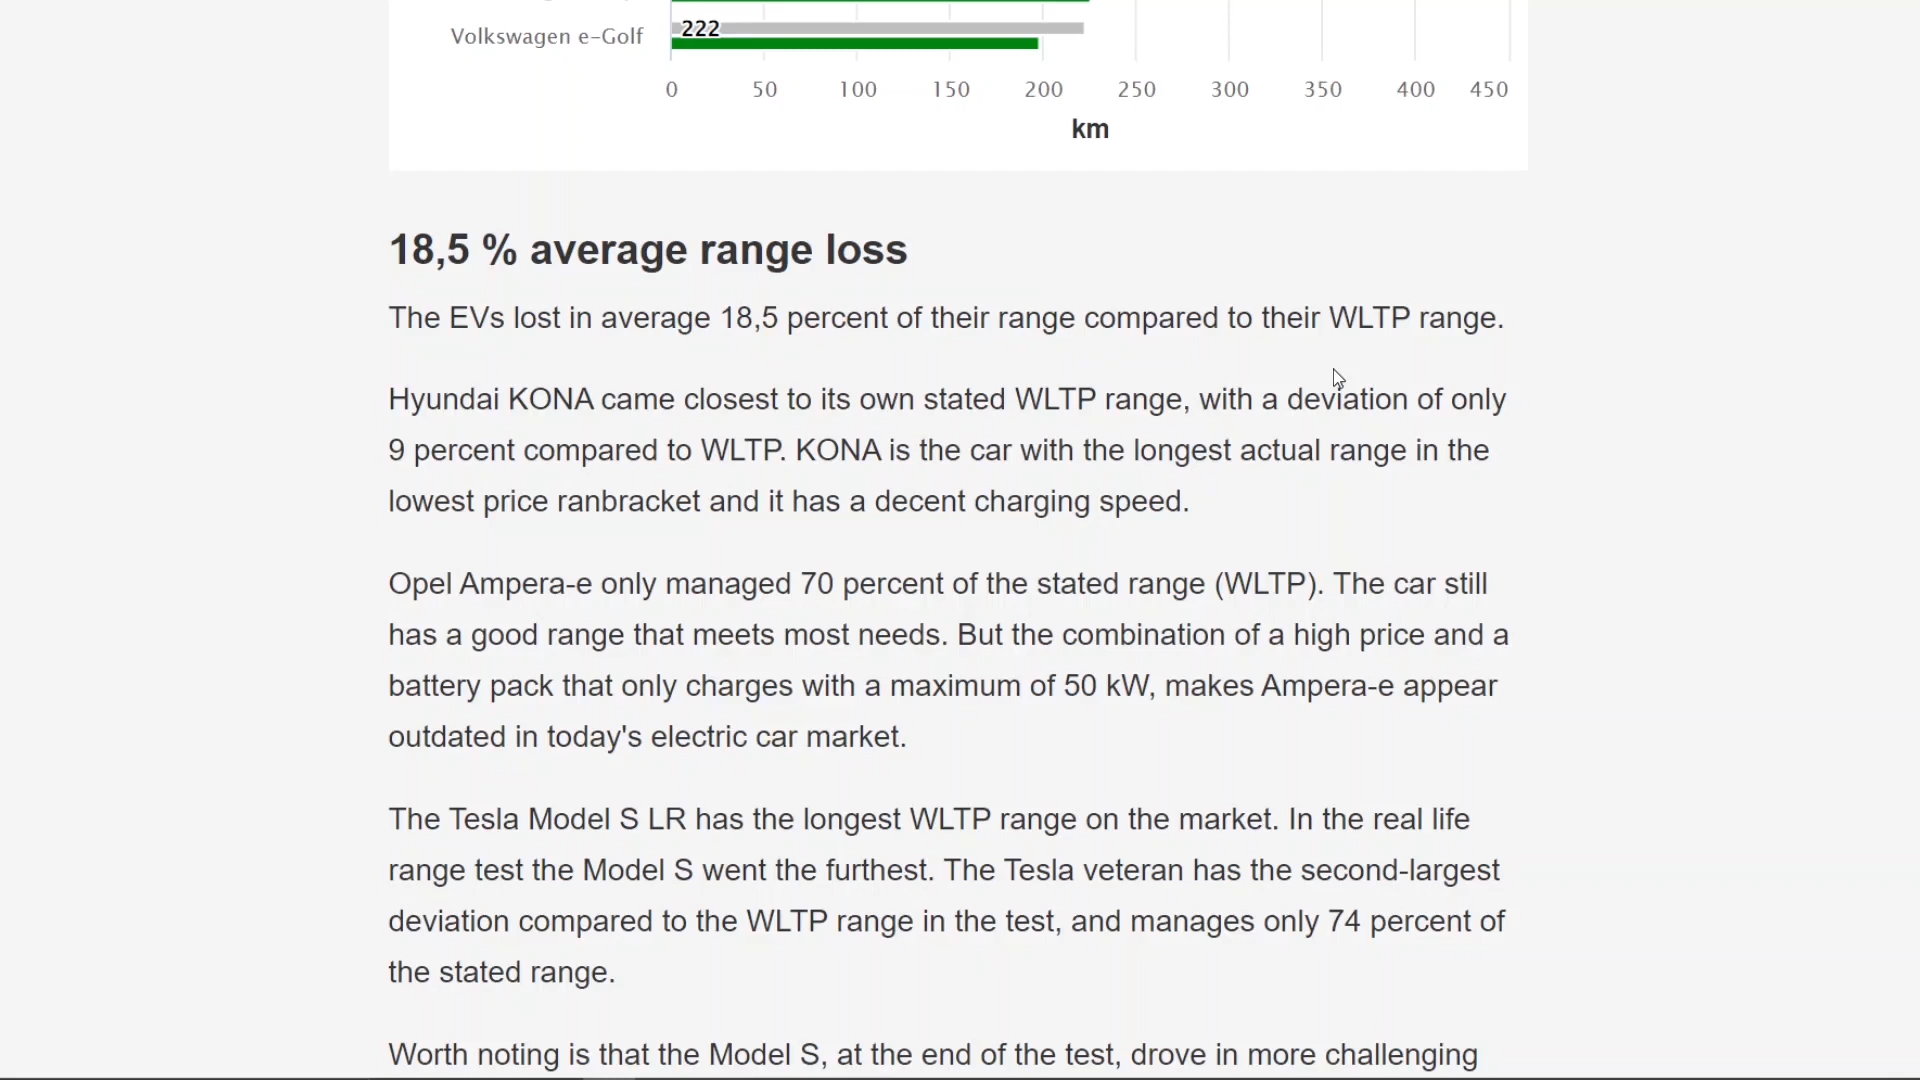 Volkswagen e-Golf
222
0 50 100 150 200 250 300 350 400 450
km
18,5 % average range loss
The EVs lost in average 18,5 percent of their range compared to their WLTP range.
Hyundai KONA came closest to its own stated WLTP range, with a deviation of only
9 percent compared to WLTP. KONA is the car with the longest actual range in the
lowest price ranbracket and it has a decent charging speed.
Opel Ampera-e only managed 70 percent of the stated range (WLTP). The car still
has a good range that meets most needs. But the combination of a high price and a
battery pack that only charges with a maximum of 50 kW, makes Ampera-e appear
outdated in today's electric car market.
The Tesla Model S LR has the longest WLTP range on the market. In the real life
range test the Model S went the furthest. The Tesla veteran has the second-largest
deviation compared to the WLTP range in the test, and manages only 74 percent of
the stated range.
Worth noting is that the Model S, at the end of the test, drove in more challenging